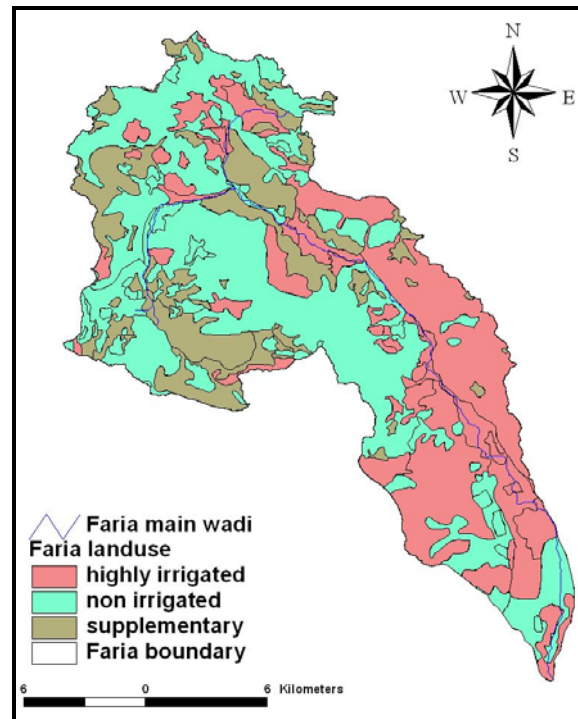 N
W E
S
Faria main wadi
Faria landuse
highly irrigated
non irrigated
supplementary
Faria boundary
6 0 6 Kilometers